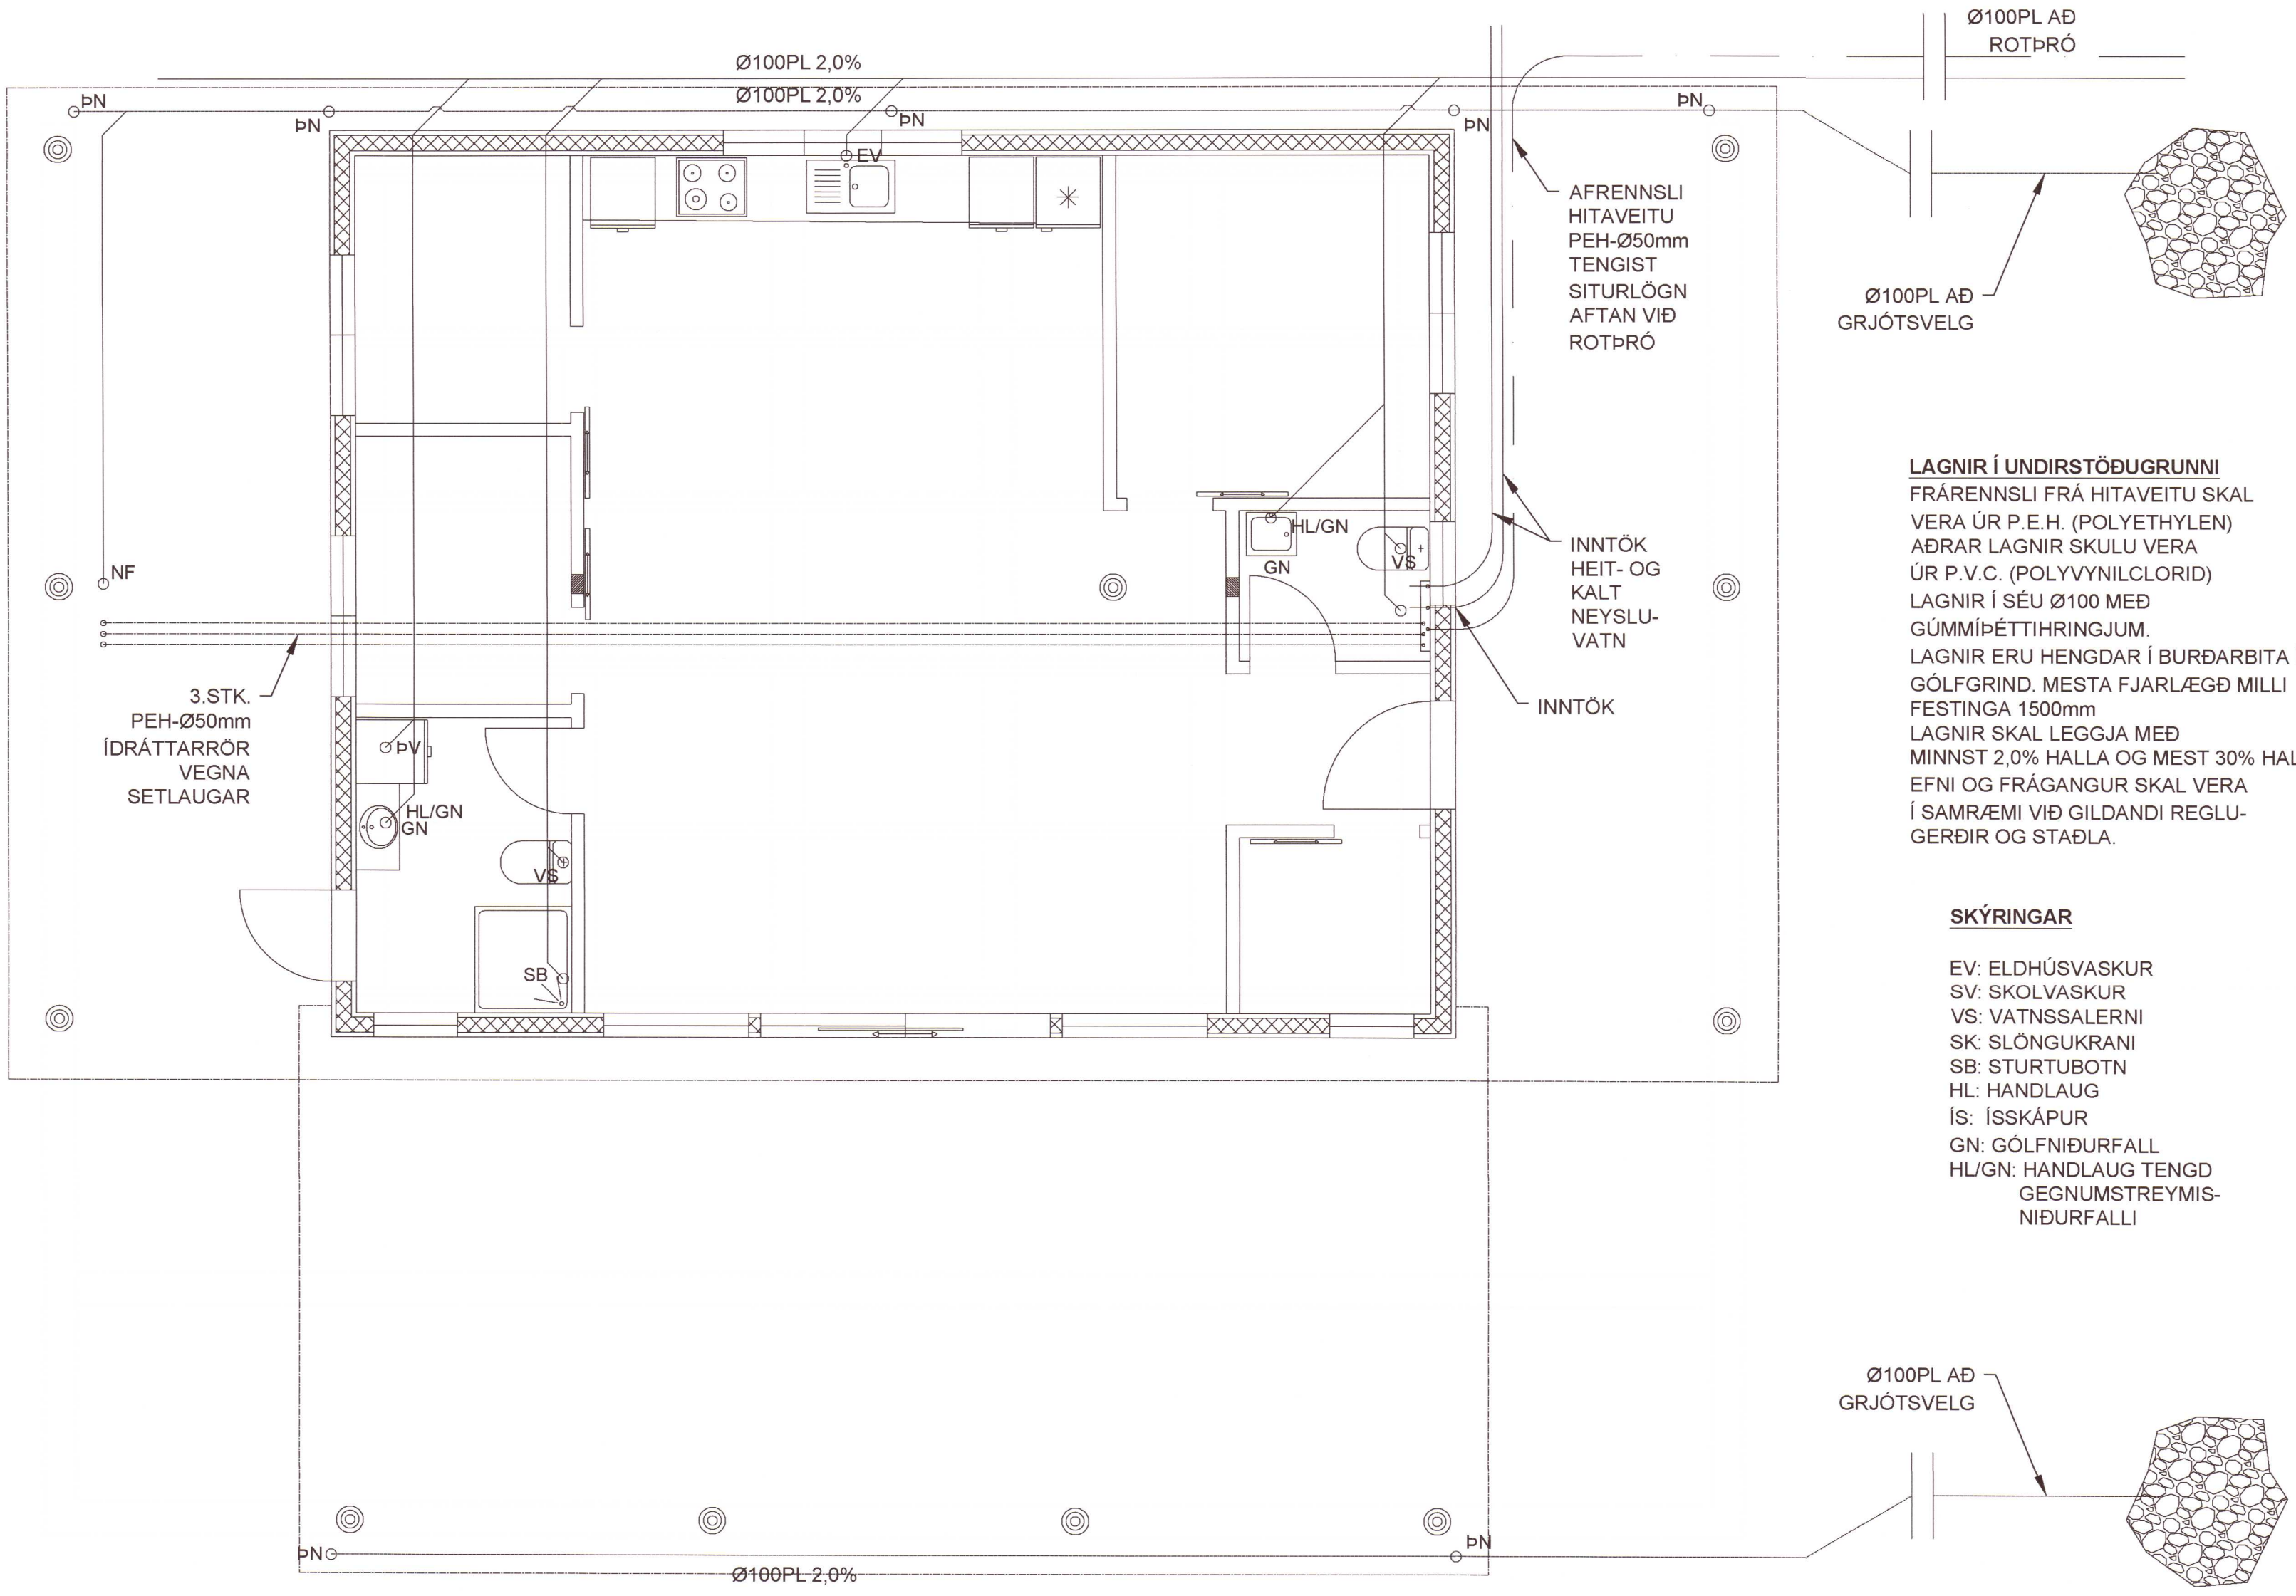 Ø100PL AÐ
ROTÞRÓ
Ø100PL 2,0%
Ø100PL 2,0%
ÞN
ÞN
ÞN
ÞN
ÞN
EV
AFRENNSLI
HITAVEITU
PEH-Ø50mm
TENGIST
SITURLÖGN
AFTAN VIÐ
ROTÞRÓ
Ø100PL AÐ
GRJÓTSVELG
HL/GN
GN
VS
NF
INNTÖK
HEIT- OG
KALT
NEYSLU-
VATN
INNTÖK
3.STK.
PEH-Ø50mm
ÍDRÁTTARRÖR
VEGNA
SETLAUGAR
ÞV
HL/GN
GN
VS
SB
LAGNIR Í UNDIRSTÖÐUGRUNNI
FRÁRENNSLI FRÁ HITAVEITU SKAL
VERA ÚR P.E.H. (POLYETHYLEN)
AÐRAR LAGNIR SKULU VERA
ÚR P.V.C. (POLYVYNILCLORID)
LAGNIR Í SÉU Ø100 MEÐ
GÚMMÍÞÉTTIHRINGJUM.
LAGNIR ERU HENGDAR Í BURÐARBITA
GÓLFGRIND. MESTA FJARLÆGÐ MILLI
FESTINGA 1500mm
LAGNIR SKAL LEGGJA MEÐ
MINNST 2,0% HALLA OG MEST 30% HAL
EFNI OG FRÁGANGUR SKAL VERA
Í SAMRÆMI VIÐ GILDANDI REGLU-
GERÐIR OG STAÐLA.
SKÝRINGAR
EV: ELDHÚSVASKUR
SV: SKOLVASKUR
VS: VATNSSALERNI
SK: SLÖNGUKRANI
SB: STURTUBOTN
HL: HANDLAUG
ÍS: ÍSSKÁPUR
GN: GÓLFNIÐURFALL
HL/GN: HANDLAUG TENGD
GEGNUMSTREYMIS-
NIÐURFALLI
Ø100PL AÐ
GRJÓTSVELG
ÞN
ÞN
Ø100PL 2,0%